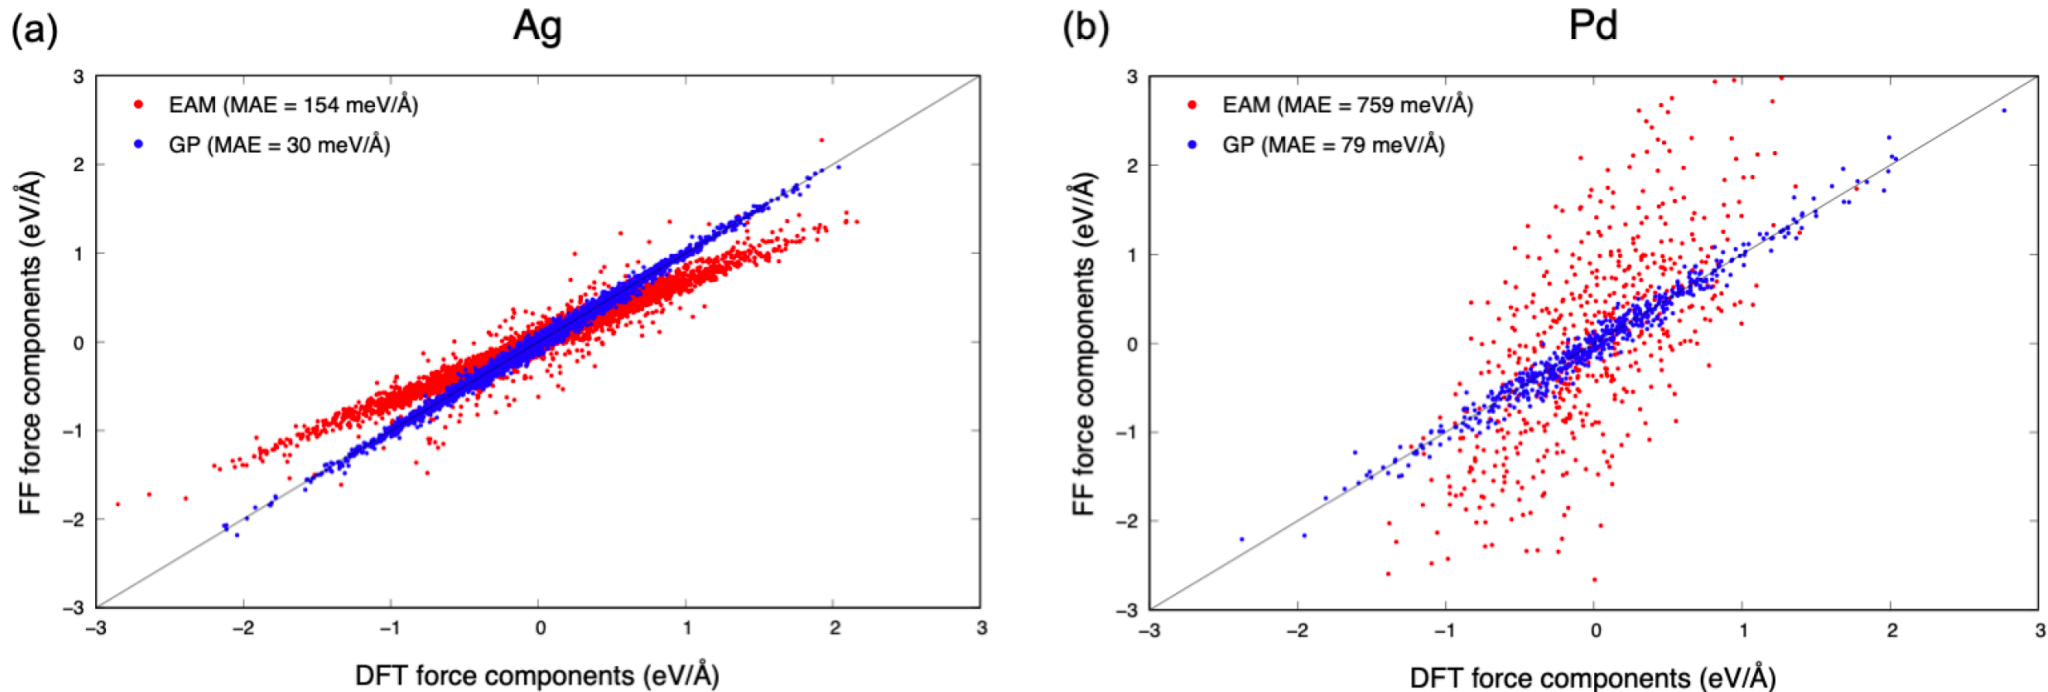 (a)
Ag
3
2
1
0
−1
−2
−3
−3
−2
−1
0
1
2
3
FF force components (eV/Å)
DFT force components (eV/Å)
EAM (MAE = 154 meV/Å)
GP (MAE = 30 meV/Å)
(b)
Pd
3
2
1
0
−1
−2
−3
−3
−2
−1
0
1
2
3
FF force components (eV/Å)
DFT force components (eV/Å)
EAM (MAE = 759 meV/Å)
GP (MAE = 79 meV/Å)